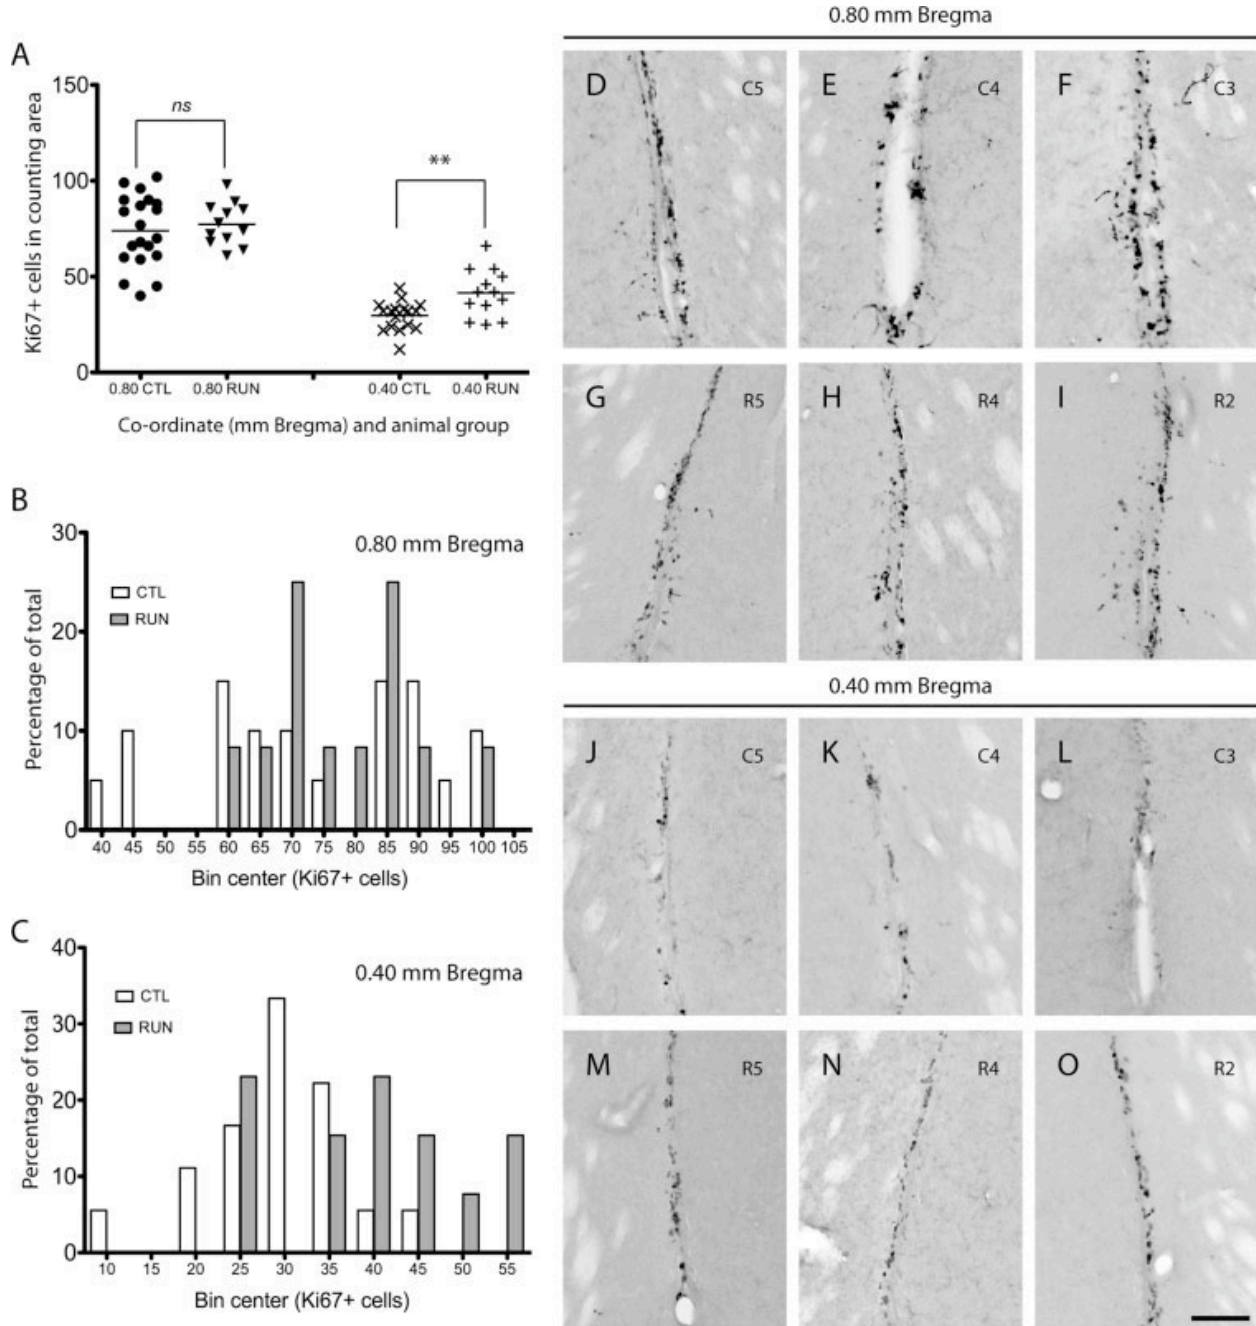 0.80 mm Bregma
A
150
100
50
0
Ki67+ cells in counting area
ns
**
0.80 CTL
0.80 RUN
0.40 CTL
0.40 RUN
Co-ordinate (mm Bregma) and animal group
D
C5
E
C4
F
C3
G
R5
H
R4
I
R2
B
30
20
10
0
Percentage of total
0.80 mm Bregma
CTL
RUN
40 45 50 55 60 65 70 75 80 85 90 95 100 105
Bin center (Ki67+ cells)
0.40 mm Bregma
J
C5
K
C4
L
C3
M
R5
N
R4
O
R2
C
40
30
20
10
0
Percentage of total
0.40 mm Bregma
CTL
RUN
10 15 20 25 30 35 40 45 50 55
Bin center (Ki67+ cells)